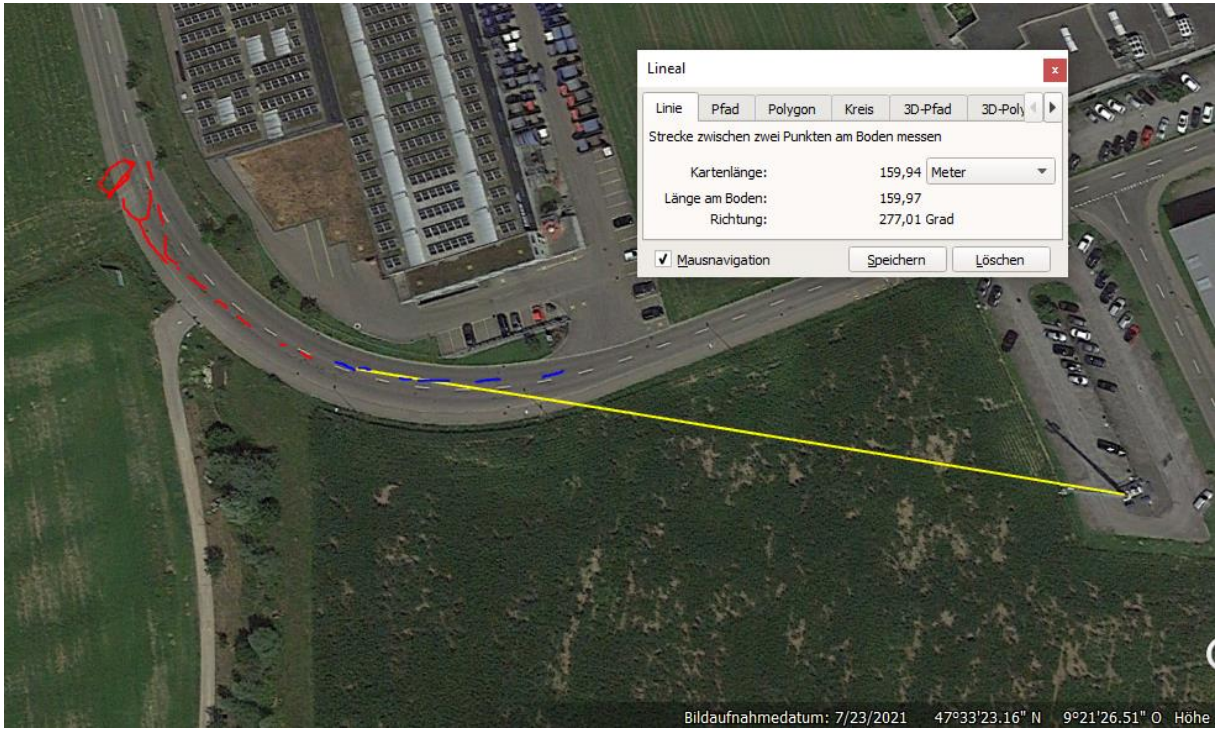 Lineal
x
Linie Pfad Polygon Kreis 3D-Pfad 3D-Poly
Strecke zwischen zwei Punkten am Boden messen
Kartenlänge: 159,94 Meter
Länge am Boden: 159,97
Richtung: 277,01 Grad
Mausnavigation Speichern Löschen
Bildaufnahmedatum: 7/23/2021 47°33'23.16" N 9°21'26.51" O Höhe